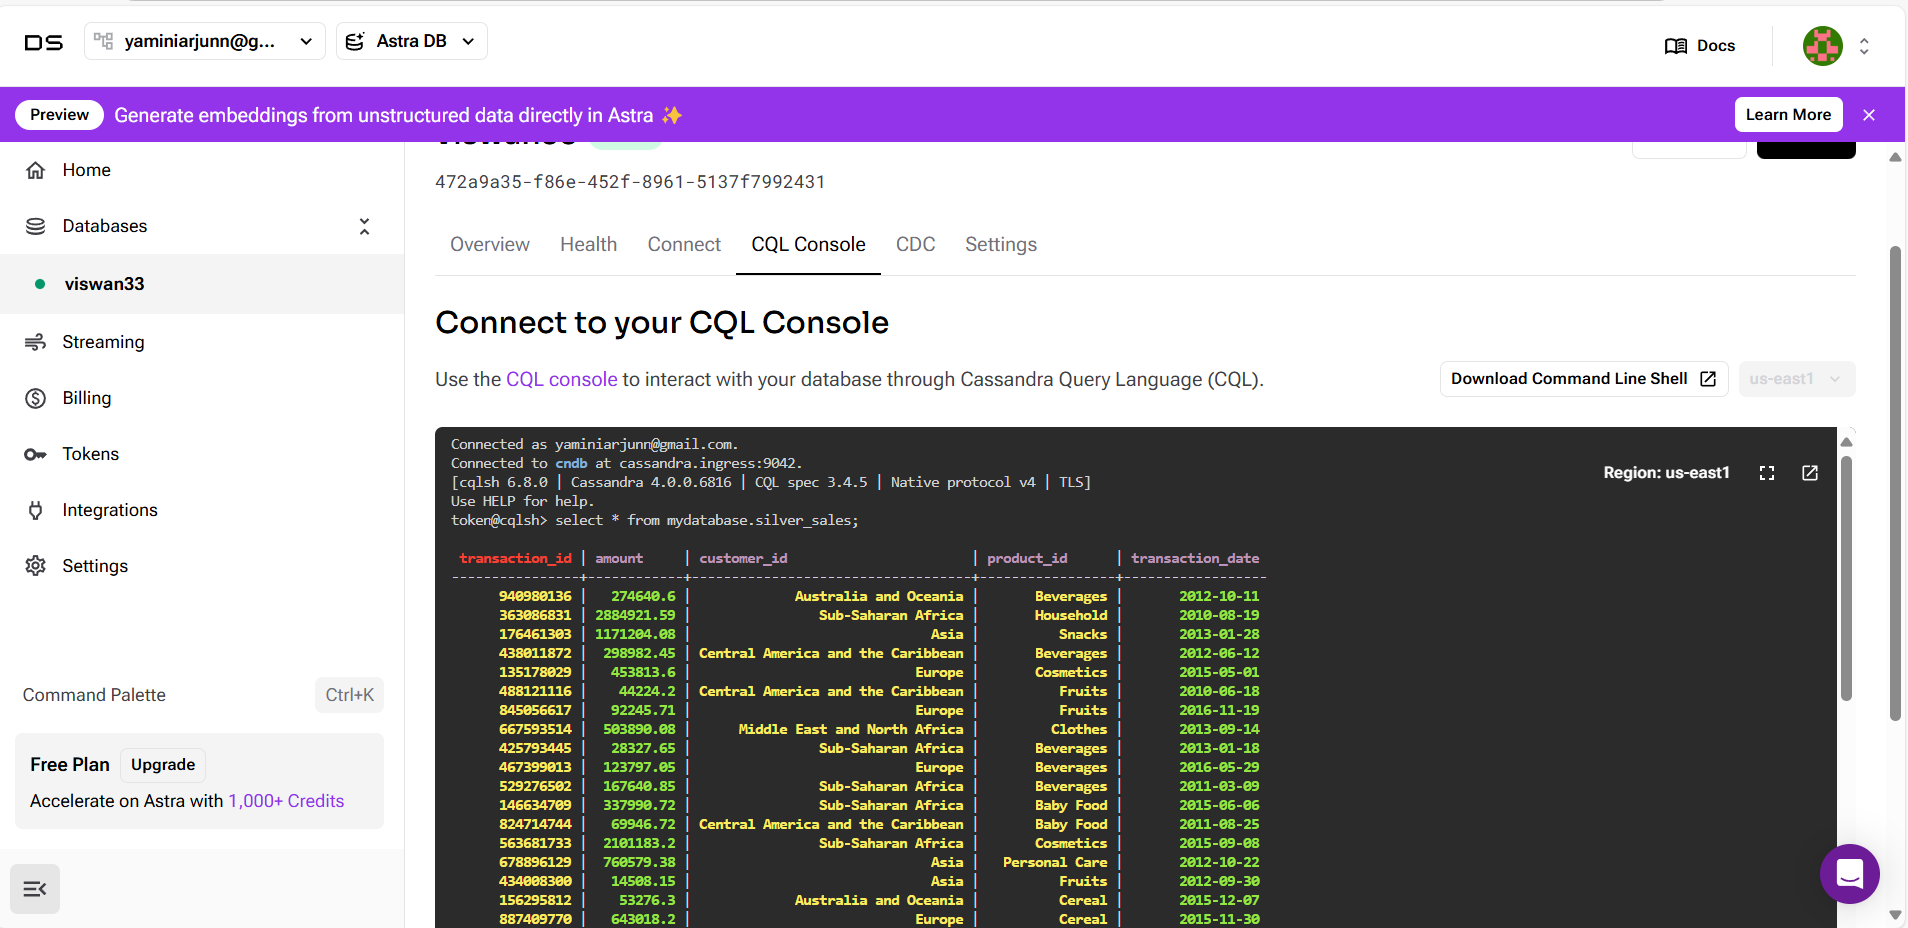 DS yaminiarjunn@g... Astra DB Docs
Preview Generate embeddings from unstructured data directly in Astra ✨ Learn More
Home
472a9a35-f86e-452f-8961-5137f7992431
Databases
viswan33
Streaming
Billing
Tokens
Integrations
Settings
Command Palette Ctrl+K
Free Plan Upgrade
Accelerate on Astra with 1,000+ Credits
Overview Health Connect CQL Console CDC Settings
Connect to your CQL Console
Use the CQL console to interact with your database through Cassandra Query Language (CQL).
Download Command Line Shell us-east1
Region: us-east1
Connected as yaminiarjunn@gmail.com.
Connected to cndb at cassandra.ingress:9042.
[cqlsh 6.8.0 | Cassandra 4.0.0.6816 | CQL spec 3.4.5 | Native protocol v4 | TLS]
Use HELP for help.
token@cqlsh> select * from mydatabase.silver_sales;
transaction_id | amount | customer_id | product_id | transaction_date
----------------+------------+-----------------------------------+-----------------+------------------
940980136 | 274640.6 | Australia and Oceania | Beverages | 2012-10-11
363086831 | 2884921.59 | Sub-Saharan Africa | Household | 2010-08-19
176461303 | 1171204.08 | Asia | Snacks | 2013-01-28
438011872 | 298982.45 | Central America and the Caribbean | Beverages | 2012-06-12
135178029 | 453813.6 | Europe | Cosmetics | 2015-05-01
488121116 | 44224.2 | Central America and the Caribbean | Fruits | 2010-06-18
845056617 | 92245.71 | Europe | Fruits | 2016-11-19
667593514 | 503890.08 | Middle East and North Africa | Clothes | 2013-09-14
425793445 | 28327.65 | Sub-Saharan Africa | Beverages | 2013-01-18
467399013 | 123797.05 | Europe | Beverages | 2016-05-29
529276502 | 167640.85 | Sub-Saharan Africa | Beverages | 2011-03-09
146634709 | 337990.72 | Sub-Saharan Africa | Baby Food | 2015-06-06
824714744 | 69946.72 | Central America and the Caribbean | Baby Food | 2011-08-25
563681733 | 2101183.2 | Sub-Saharan Africa | Cosmetics | 2015-09-08
678896129 | 760579.38 | Asia | Personal Care | 2012-10-22
434008300 | 14508.15 | Asia | Fruits | 2012-09-30
156295812 | 53276.3 | Australia and Oceania | Cereal | 2015-12-07
887409770 | 643018.2 | Europe | Cereal | 2015-11-30